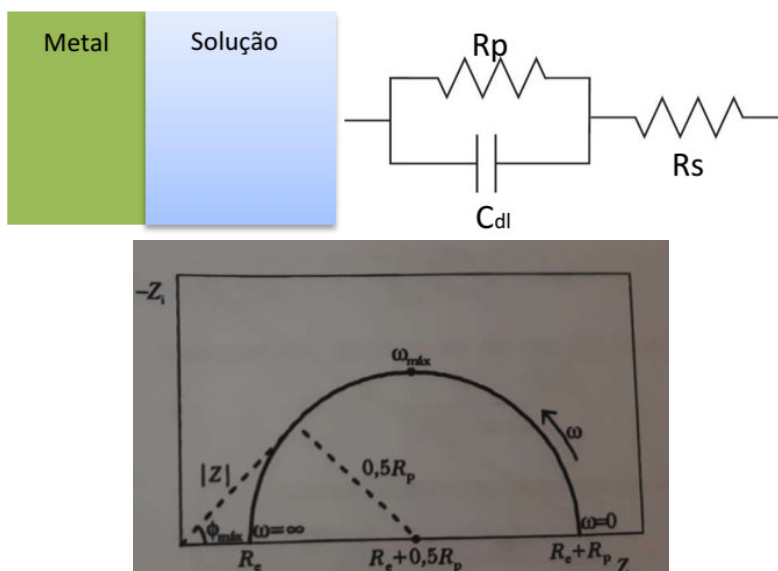 Metal
Solução
Rp
Cdl
Rs
−Zi
ωmáx
ω
|Z|
0,5Rp
ϕmáx
ω=∞
ω=0
Re
Re+0,5Rp
Re+Rp
Z